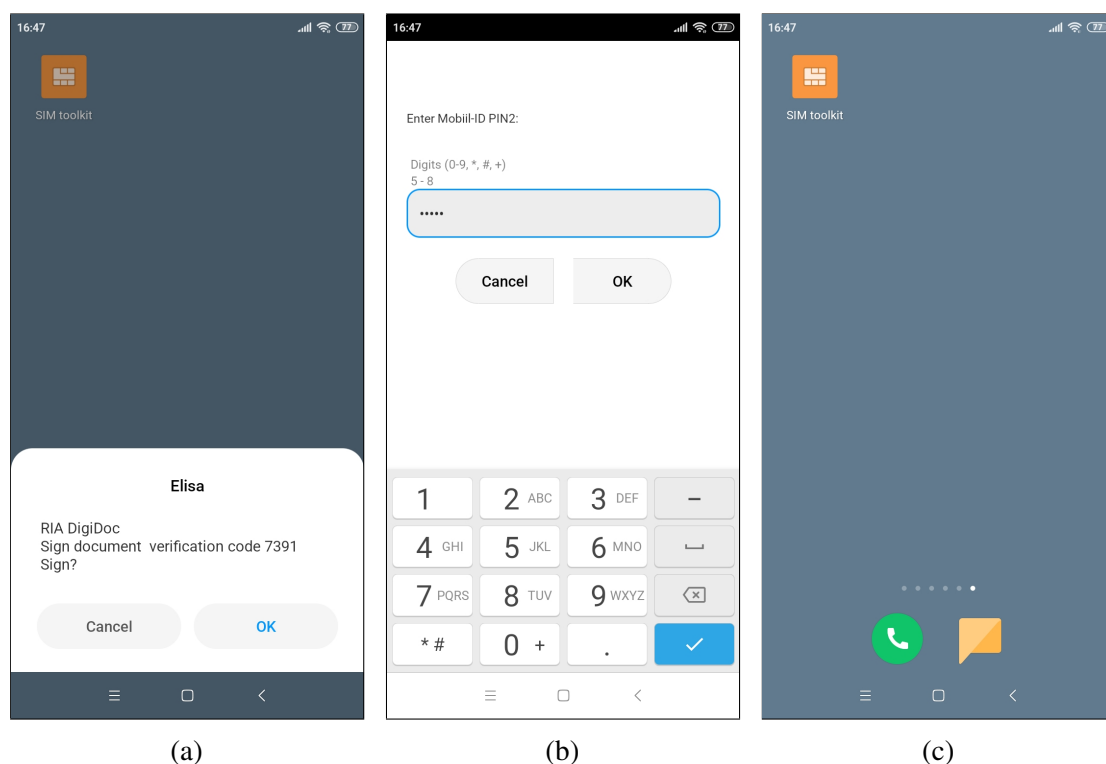 16:47
77
SIM toolkit
Elisa
RIA DigiDoc
Sign document  verification code 7391
Sign?
Cancel
OK
(a)
16:47
77
Enter Mobiil-ID PIN2:
Digits (0-9, *, #, +)
5 - 8
•••••
Cancel
OK
1
2 ABC
3 DEF
–
4 GHI
5 JKL
6 MNO
7 PQRS
8 TUV
9 WXYZ
* #
0 +
.
(b)
16:47
77
SIM toolkit
(c)